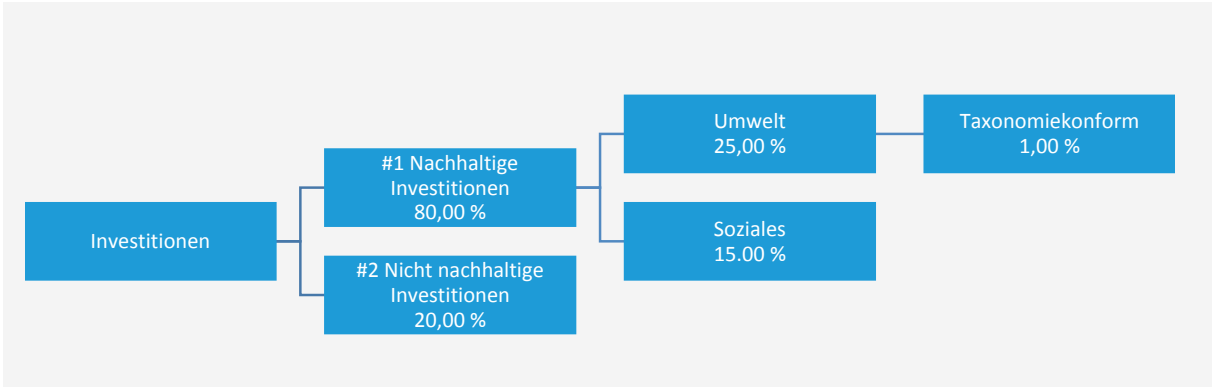 Investitionen
#1 Nachhaltige
Investitionen
80,00 %
#2 Nicht nachhaltige
Investitionen
20,00 %
Umwelt
25,00 %
Soziales
15.00 %
Taxonomiekonform
1,00 %